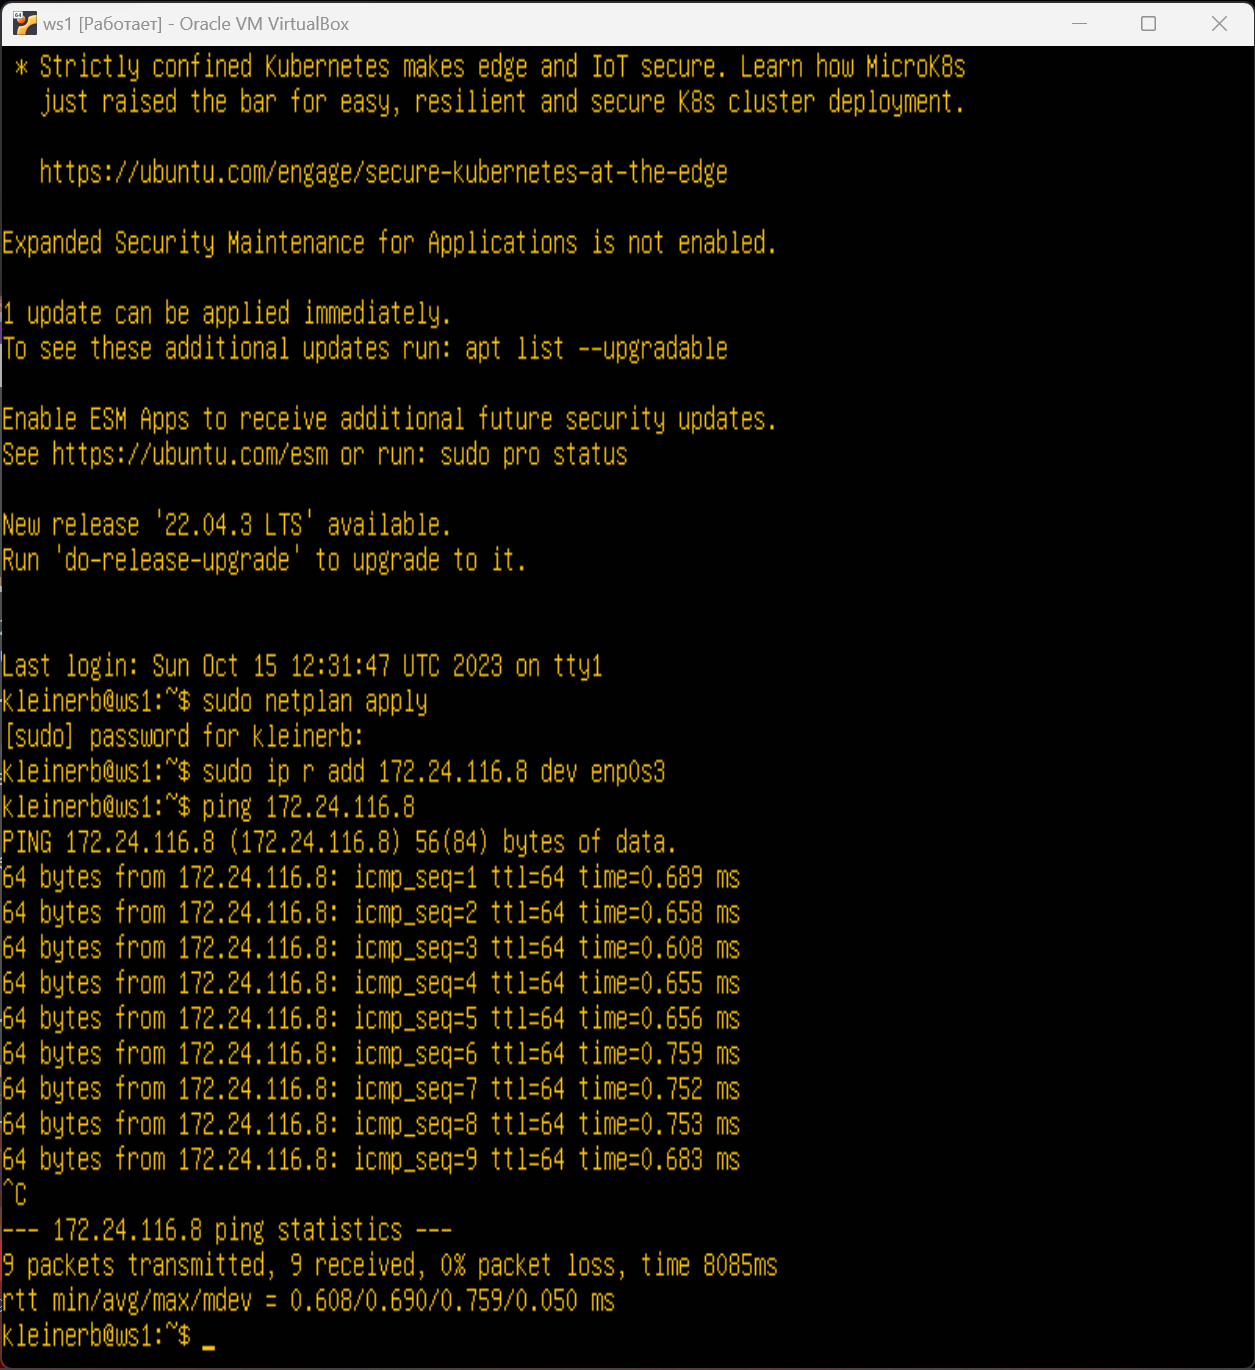 ws1 [Работает] - Oracle VM VirtualBox
* Strictly confined Kubernetes makes edge and IoT secure. Learn how MicroK8s
just raised the bar for easy, resilient and secure K8s cluster deployment.
https://ubuntu.com/engage/secure-kubernetes-at-the-edge
Expanded Security Maintenance for Applications is not enabled.
1 update can be applied immediately.
To see these additional updates run: apt list --upgradable
Enable ESM Apps to receive additional future security updates.
See https://ubuntu.com/esm or run: sudo pro status
New release '22.04.3 LTS' available.
Run 'do-release-upgrade' to upgrade to it.
Last login: Sun Oct 15 12:31:47 UTC 2023 on tty1
kleinerb@ws1:~$ sudo netplan apply
[sudo] password for kleinerb:
kleinerb@ws1:~$ sudo ip r add 172.24.116.8 dev enp0s3
kleinerb@ws1:~$ ping 172.24.116.8
PING 172.24.116.8 (172.24.116.8) 56(84) bytes of data.
64 bytes from 172.24.116.8: icmp_seq=1 ttl=64 time=0.689 ms
64 bytes from 172.24.116.8: icmp_seq=2 ttl=64 time=0.658 ms
64 bytes from 172.24.116.8: icmp_seq=3 ttl=64 time=0.608 ms
64 bytes from 172.24.116.8: icmp_seq=4 ttl=64 time=0.655 ms
64 bytes from 172.24.116.8: icmp_seq=5 ttl=64 time=0.656 ms
64 bytes from 172.24.116.8: icmp_seq=6 ttl=64 time=0.759 ms
64 bytes from 172.24.116.8: icmp_seq=7 ttl=64 time=0.752 ms
64 bytes from 172.24.116.8: icmp_seq=8 ttl=64 time=0.753 ms
64 bytes from 172.24.116.8: icmp_seq=9 ttl=64 time=0.683 ms
^C
--- 172.24.116.8 ping statistics ---
9 packets transmitted, 9 received, 0% packet loss, time 8085ms
rtt min/avg/max/mdev = 0.608/0.690/0.759/0.050 ms
kleinerb@ws1:~$ _